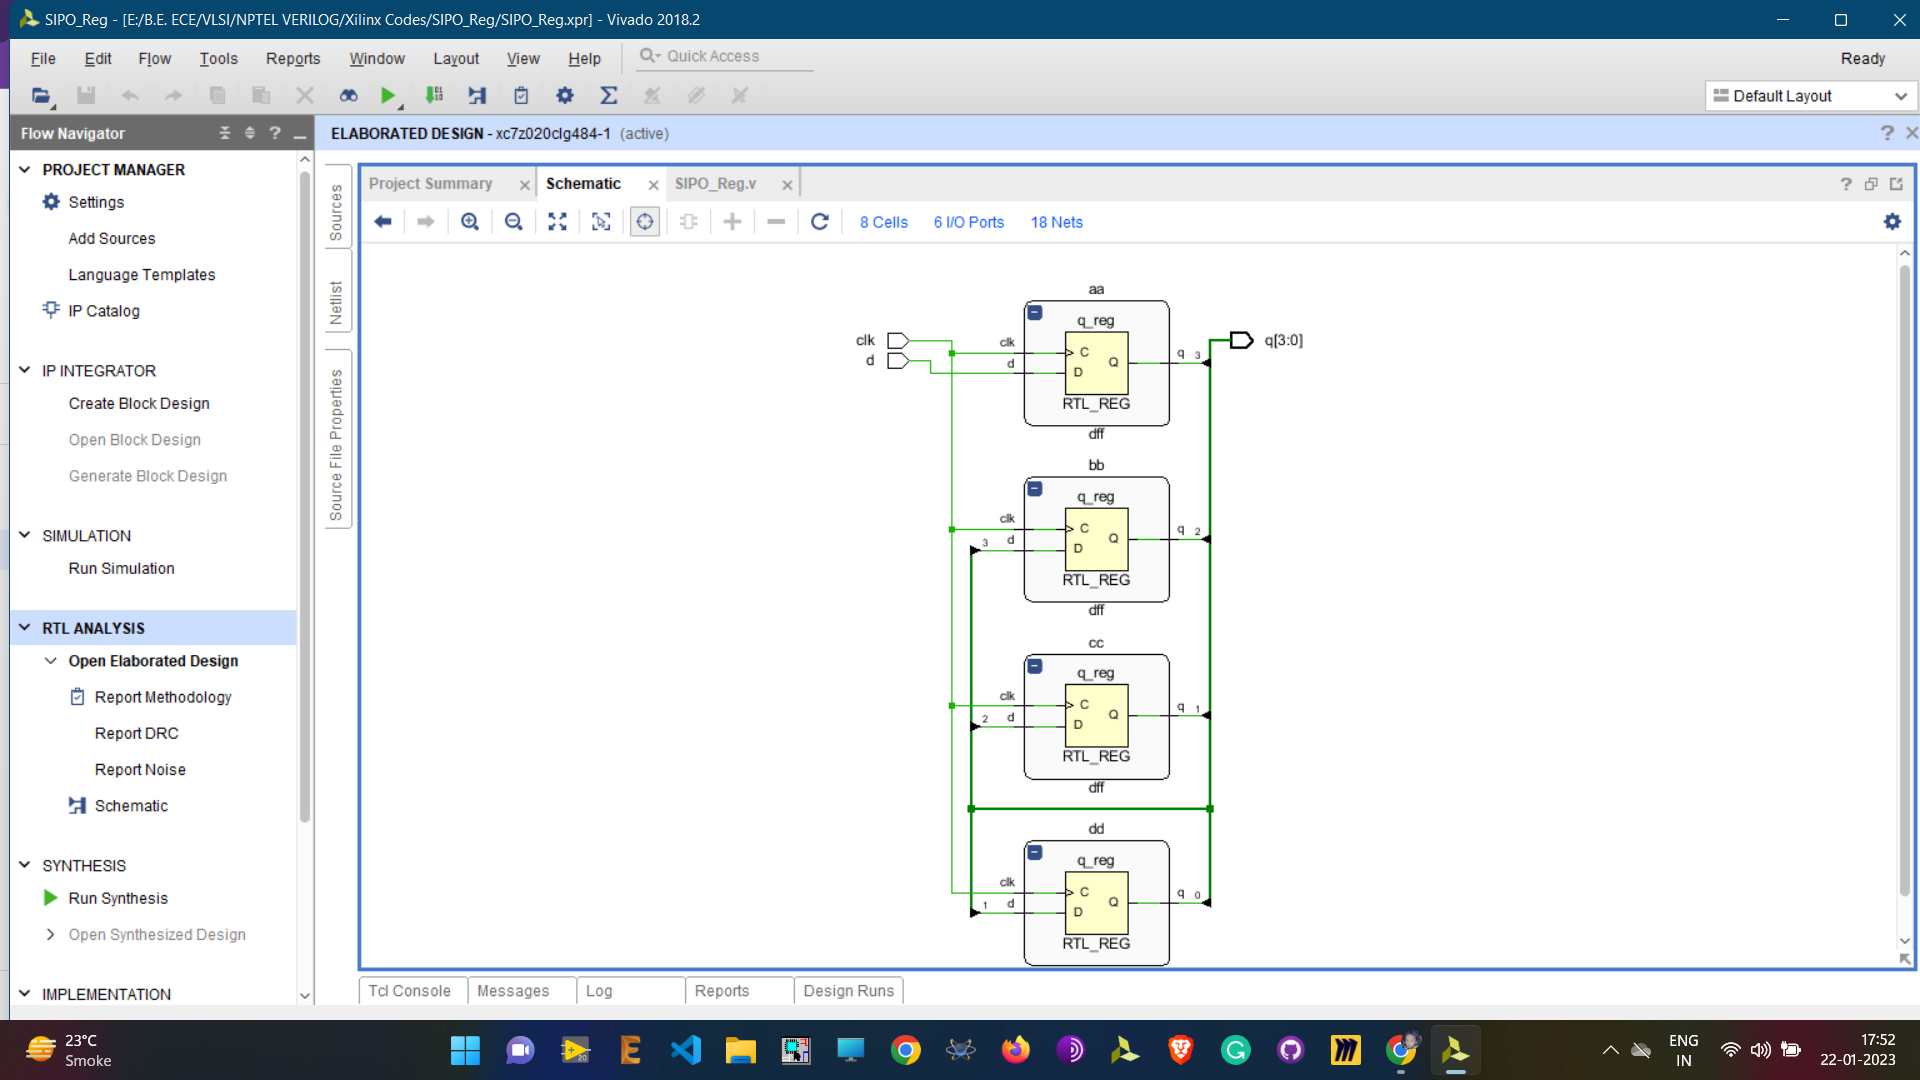 SIPO_Reg - [E:/B.E. ECE/VLSI/NPTEL VERILOG/Xilinx Codes/SIPO_Reg/SIPO_Reg.xpr] - Vivado 2018.2
File Edit Flow Tools Reports Window Layout View Help Quick Access Ready
Default Layout
Flow Navigator
ELABORATED DESIGN - xc7z020clg484-1 (active)
PROJECT MANAGER
Settings
Add Sources
Language Templates
IP Catalog
IP INTEGRATOR
Create Block Design
Open Block Design
Generate Block Design
SIMULATION
Run Simulation
RTL ANALYSIS
Open Elaborated Design
Report Methodology
Report DRC
Report Noise
Schematic
SYNTHESIS
Run Synthesis
Open Synthesized Design
IMPLEMENTATION
Sources
Netlist
Source File Properties
Project Summary Schematic SIPO_Reg.v
8 Cells 6 I/O Ports 18 Nets
aa
q_reg
clk clk C q 3 q[3:0]
d d D Q
RTL_REG
dff
bb
q_reg
clk C q 2
3 d D Q
RTL_REG
dff
cc
q_reg
clk C q 1
2 d D Q
RTL_REG
dff
dd
q_reg
clk C q 0
1 d D Q
RTL_REG
Tcl Console Messages Log Reports Design Runs
23°C
Smoke
ENG
IN
17:52
22-01-2023